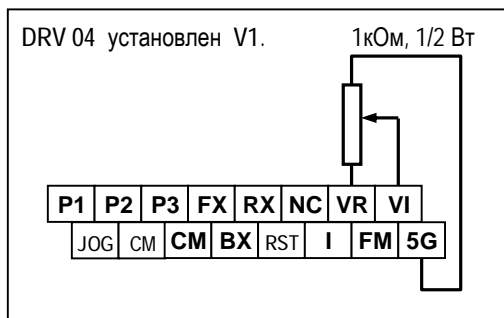 DRV 04 установлен V1. 1кОм, 1/2 Вт
P1 P2 P3 FX RX NC VR VI
JOG CM CM BX RST I FM 5G